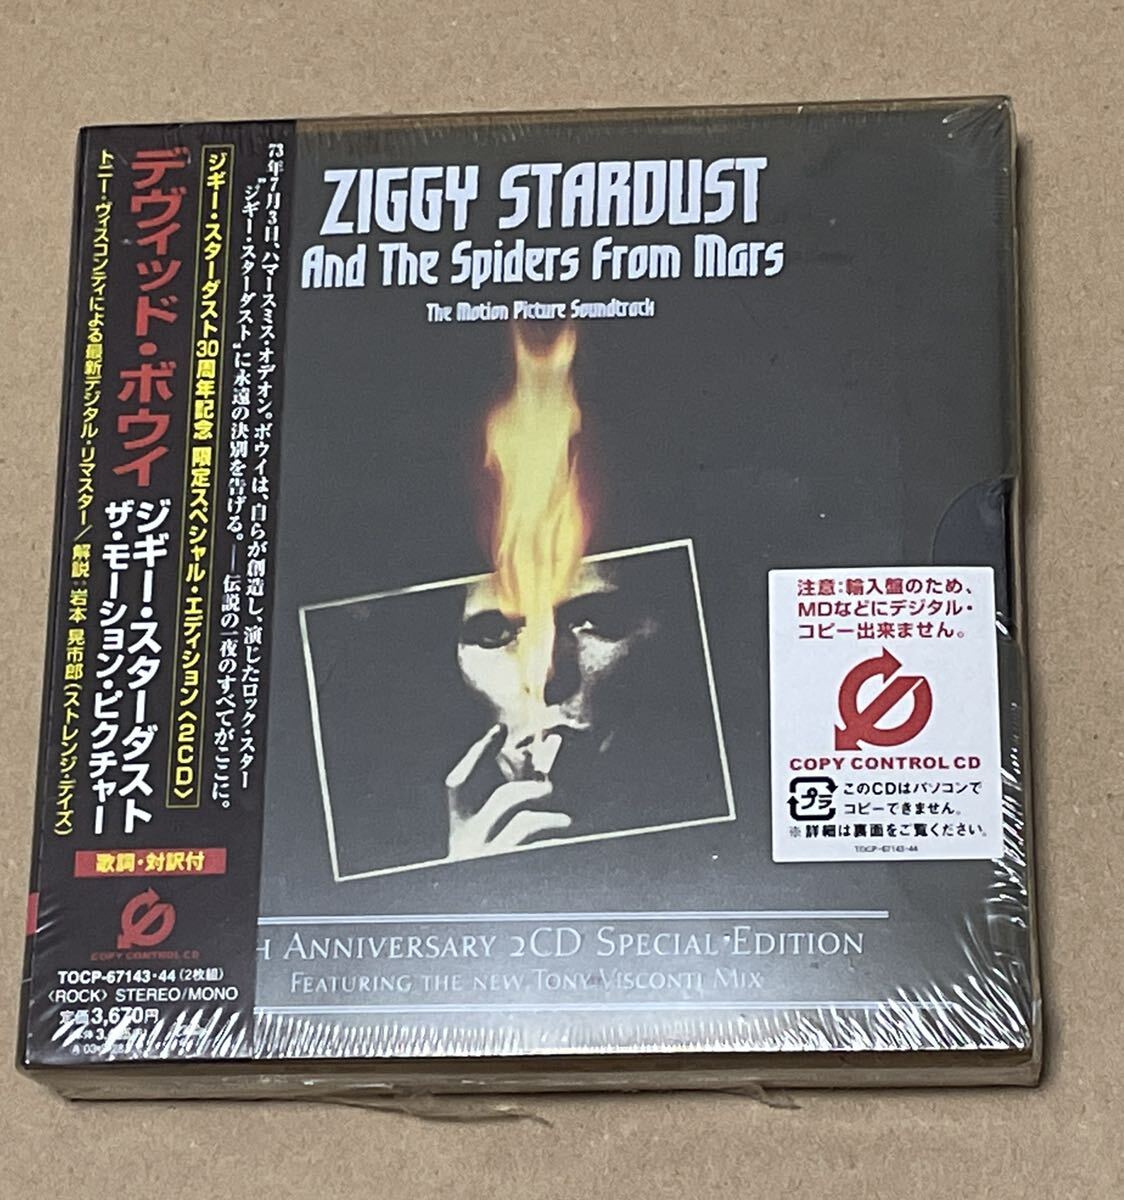 73年7月3日、ハマースミス・オデオン。ボウイは、自らが創造し、演じたロック・スター
"ジギー・スターダスト"に永遠の決別を告げる。―伝説の一夜のすべてがここに。
ジギー・スターダスト30周年記念 限定スペシャル・エディション〈2CD〉
デヴィッド・ボウイ
ジギー・スターダスト
ザ・モーション・ピクチャー
トニー・ヴィスコンティによる最新デジタル・リマスター/解説:岩本 晃市郎(ストレンジ・デイズ)
歌詞・対訳付
COPY CONTROL CD
TOCP-67143・44(2枚組)
〈ROCK〉STEREO/MONO
定価3,670円
ZIGGY STARDUST
And The Spiders From Mars
The Motion Picture Soundtrack
注意:輸入盤のため、
MDなどにデジタル・
コピー出来ません。
COPY CONTROL CD
プラ
このCDはパソコンで
コピーできません。
※詳細は裏面をご覧ください。
TOCP-67143・44
Anniversary 2CD Special Edition
Featuring the new Tony Visconti Mix